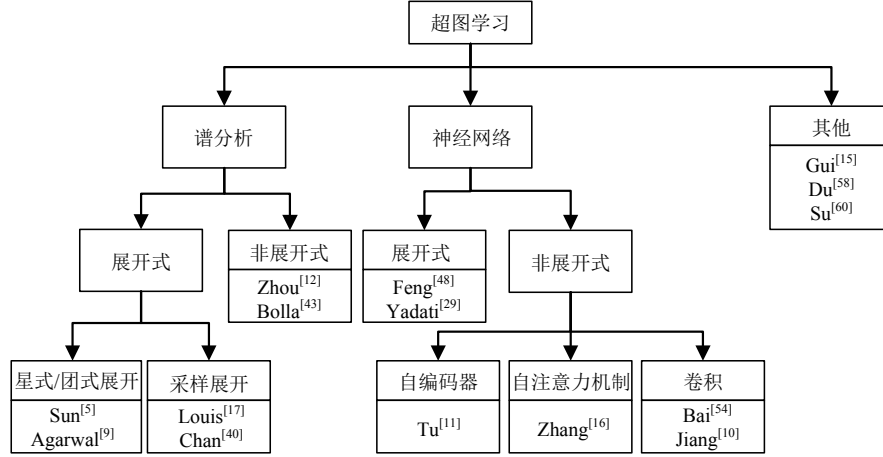 超图学习
谱分析
神经网络
其他
Gui[15]
Du[58]
Su[60]
展开式
非展开式
Zhou[12]
Bolla[43]
展开式
Feng[48]
Yadati[29]
非展开式
星式/团式展开
Sun[5]
Agarwal[9]
采样展开
Louis[17]
Chan[40]
自编码器
Tu[11]
自注意力机制
Zhang[16]
卷积
Bai[54]
Jiang[10]